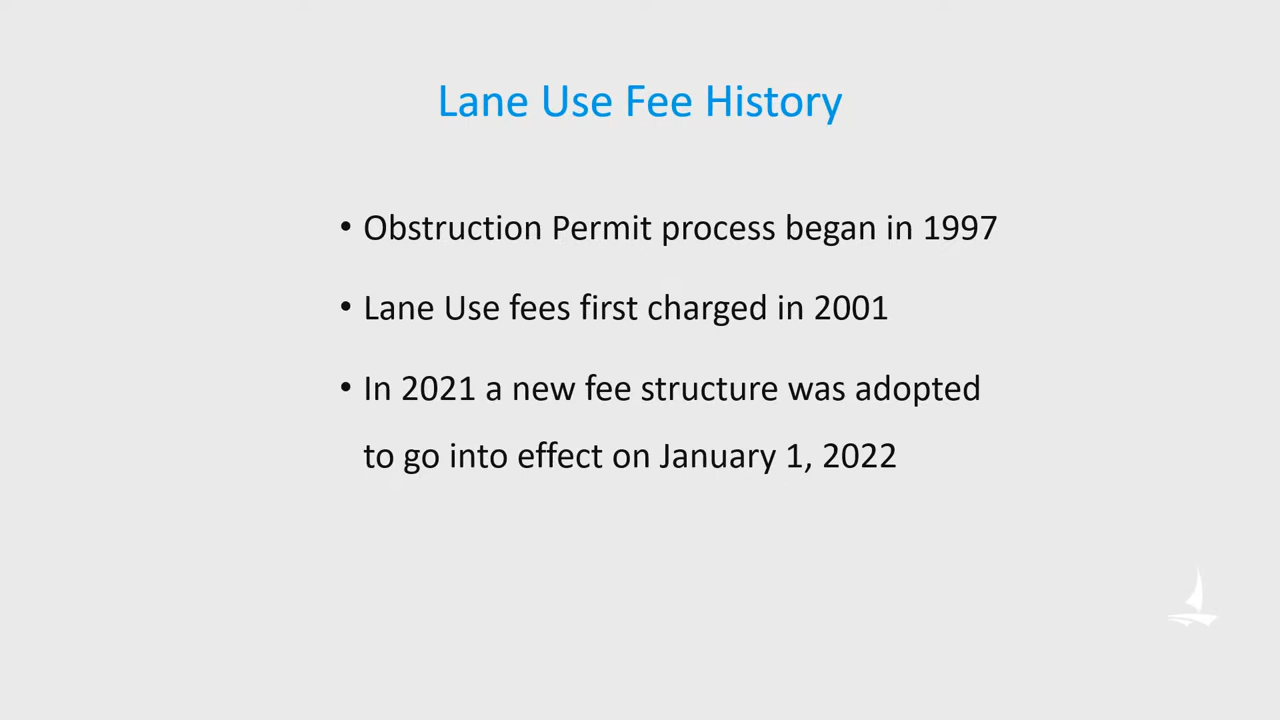 Lane Use Fee History
• Obstruction Permit process began in 1997
• Lane Use fees first charged in 2001
• In 2021 a new fee structure was adopted
to go into effect on January 1, 2022